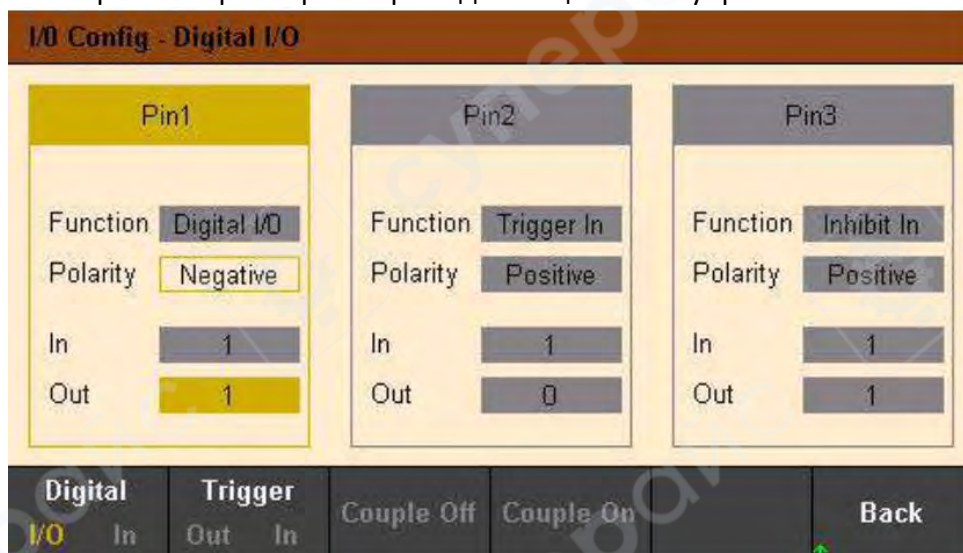 I/O Config - Digital I/O
Pin1
Function Digital I/O
Polarity Negative
In 1
Out 1
Pin2
Function Trigger In
Polarity Positive
In 1
Out 0
Pin3
Function Inhibit In
Polarity Positive
In 1
Out 1
Digital
I/O In
Trigger
Out In
Couple Off
Couple On
Back